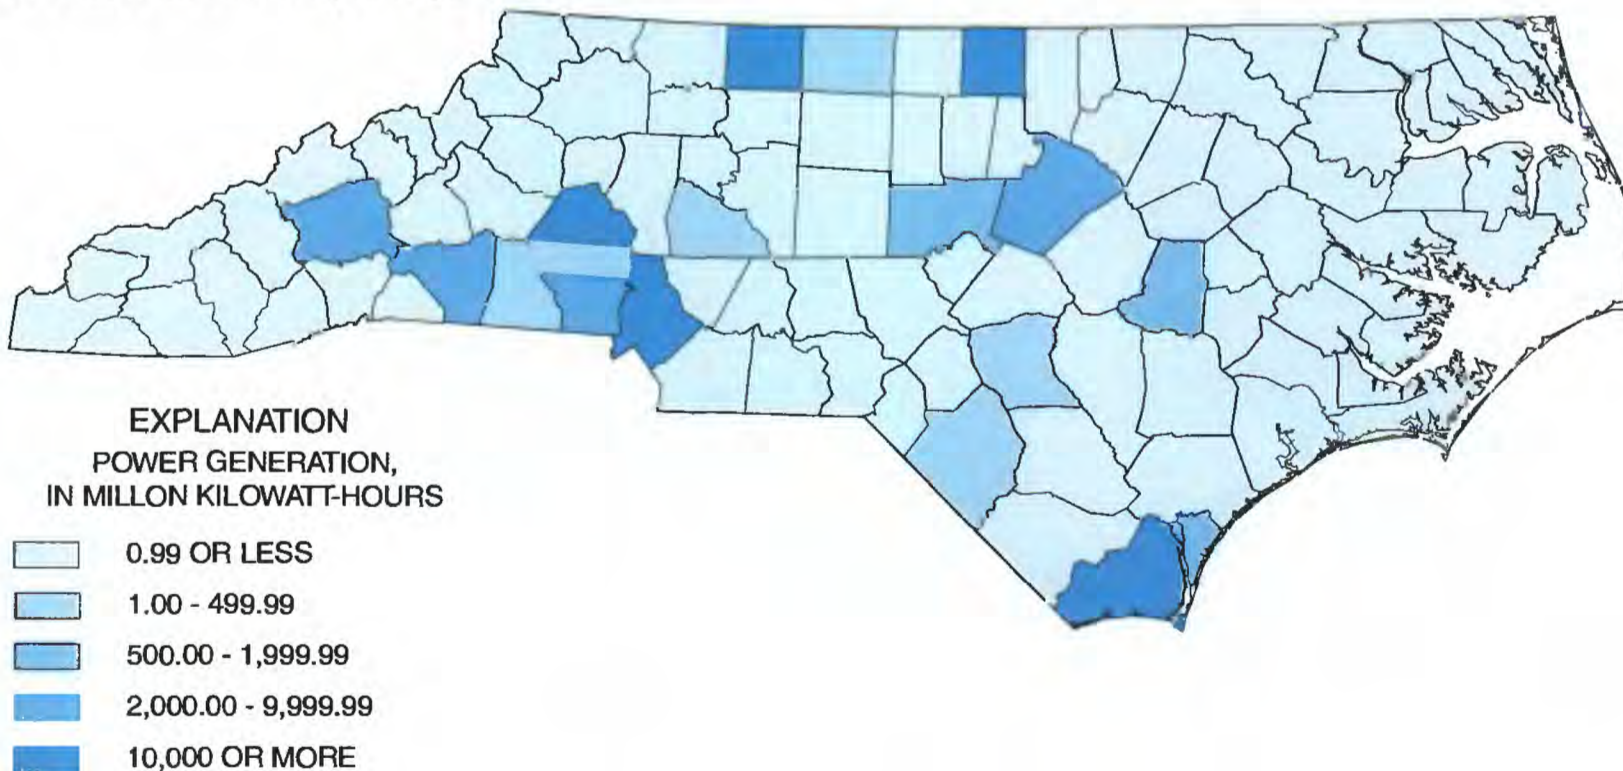 EXPLANATION
POWER GENERATION,
IN MILLON KILOWATT-HOURS
0.99 OR LESS
1.00 - 499.99
500.00 - 1,999.99
2,000.00 - 9,999.99
10,000 OR MORE